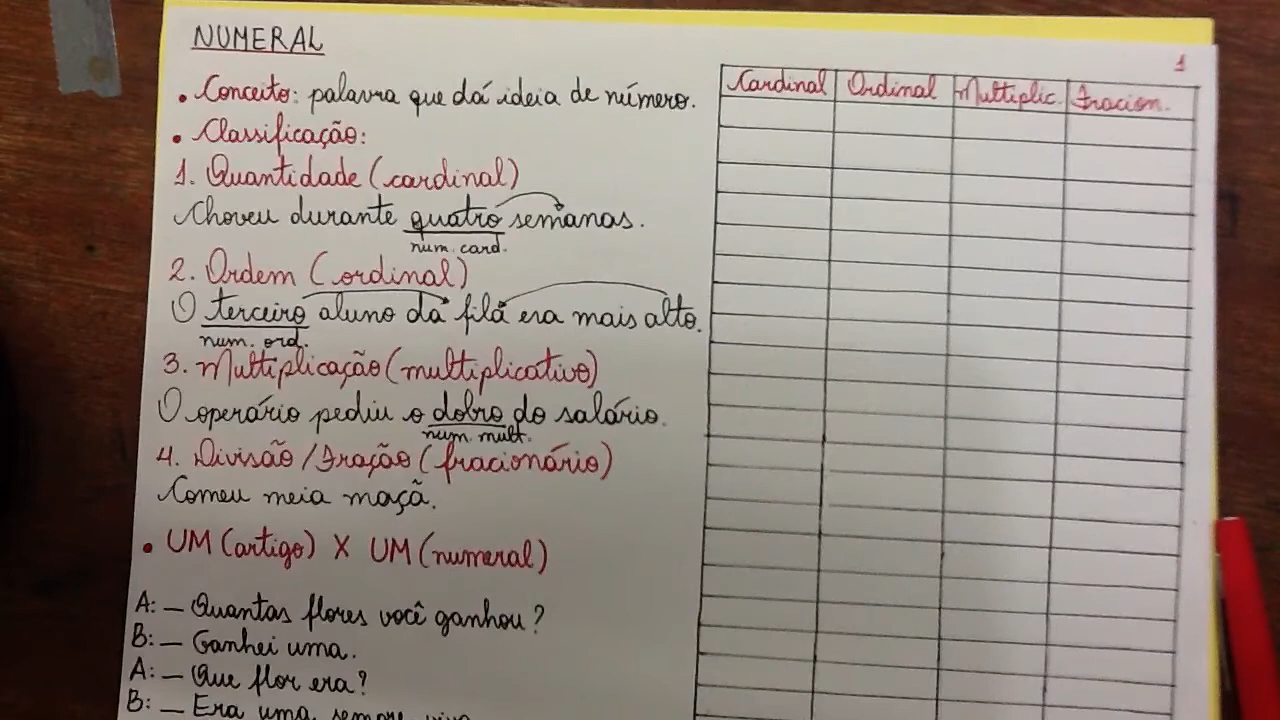 NUMERAL
• Conceito: palavra que dá ideia de número.
• Classificação:
1. Quantidade (cardinal)
Choveu durante quatro semanas.
num. card.
2. Ordem (ordinal)
O terceiro aluno da fila era mais alto.
num. ord.
3. Multiplicação (multiplicativo)
O operário pediu o dobro do salário.
num. mult.
4. Divisão / Fração (fracionário)
Comeu meia maçã.
• UM (artigo) X UM (numeral)
A: — Quantas flores você ganhou?
B: — Ganhei uma.
A: — Que flor era?
B: — Era uma sempre viva
1
Cardinal Ordinal Multiplic. Fracion.